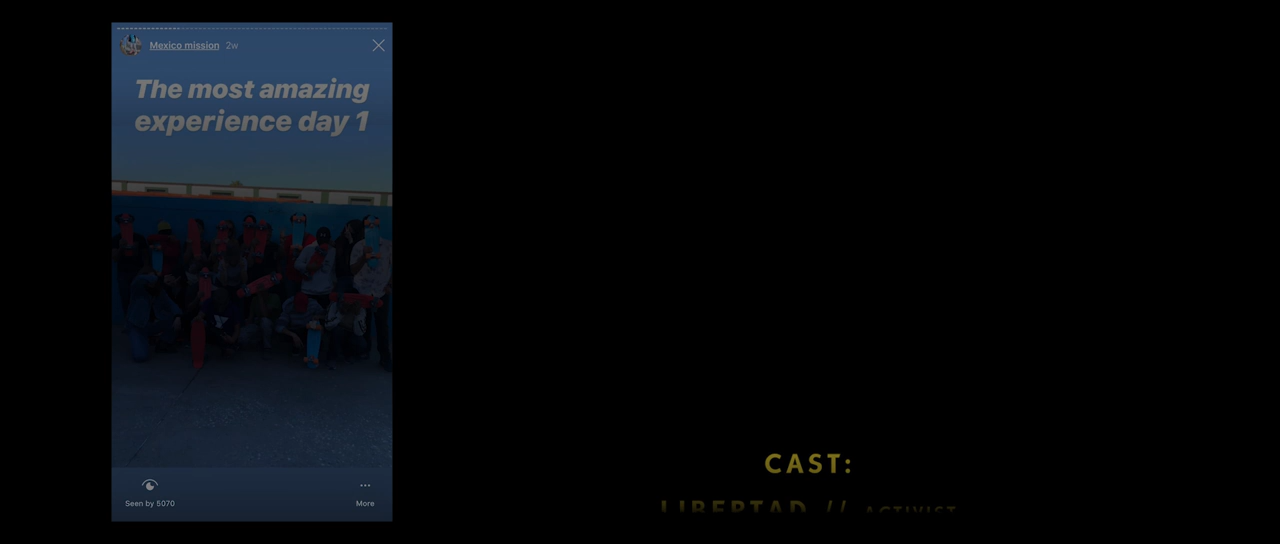 Mexico mission 2w
The most amazing
experience day 1
Seen by 5070
More
CAST:
LIBERTAD // ACTIVIST